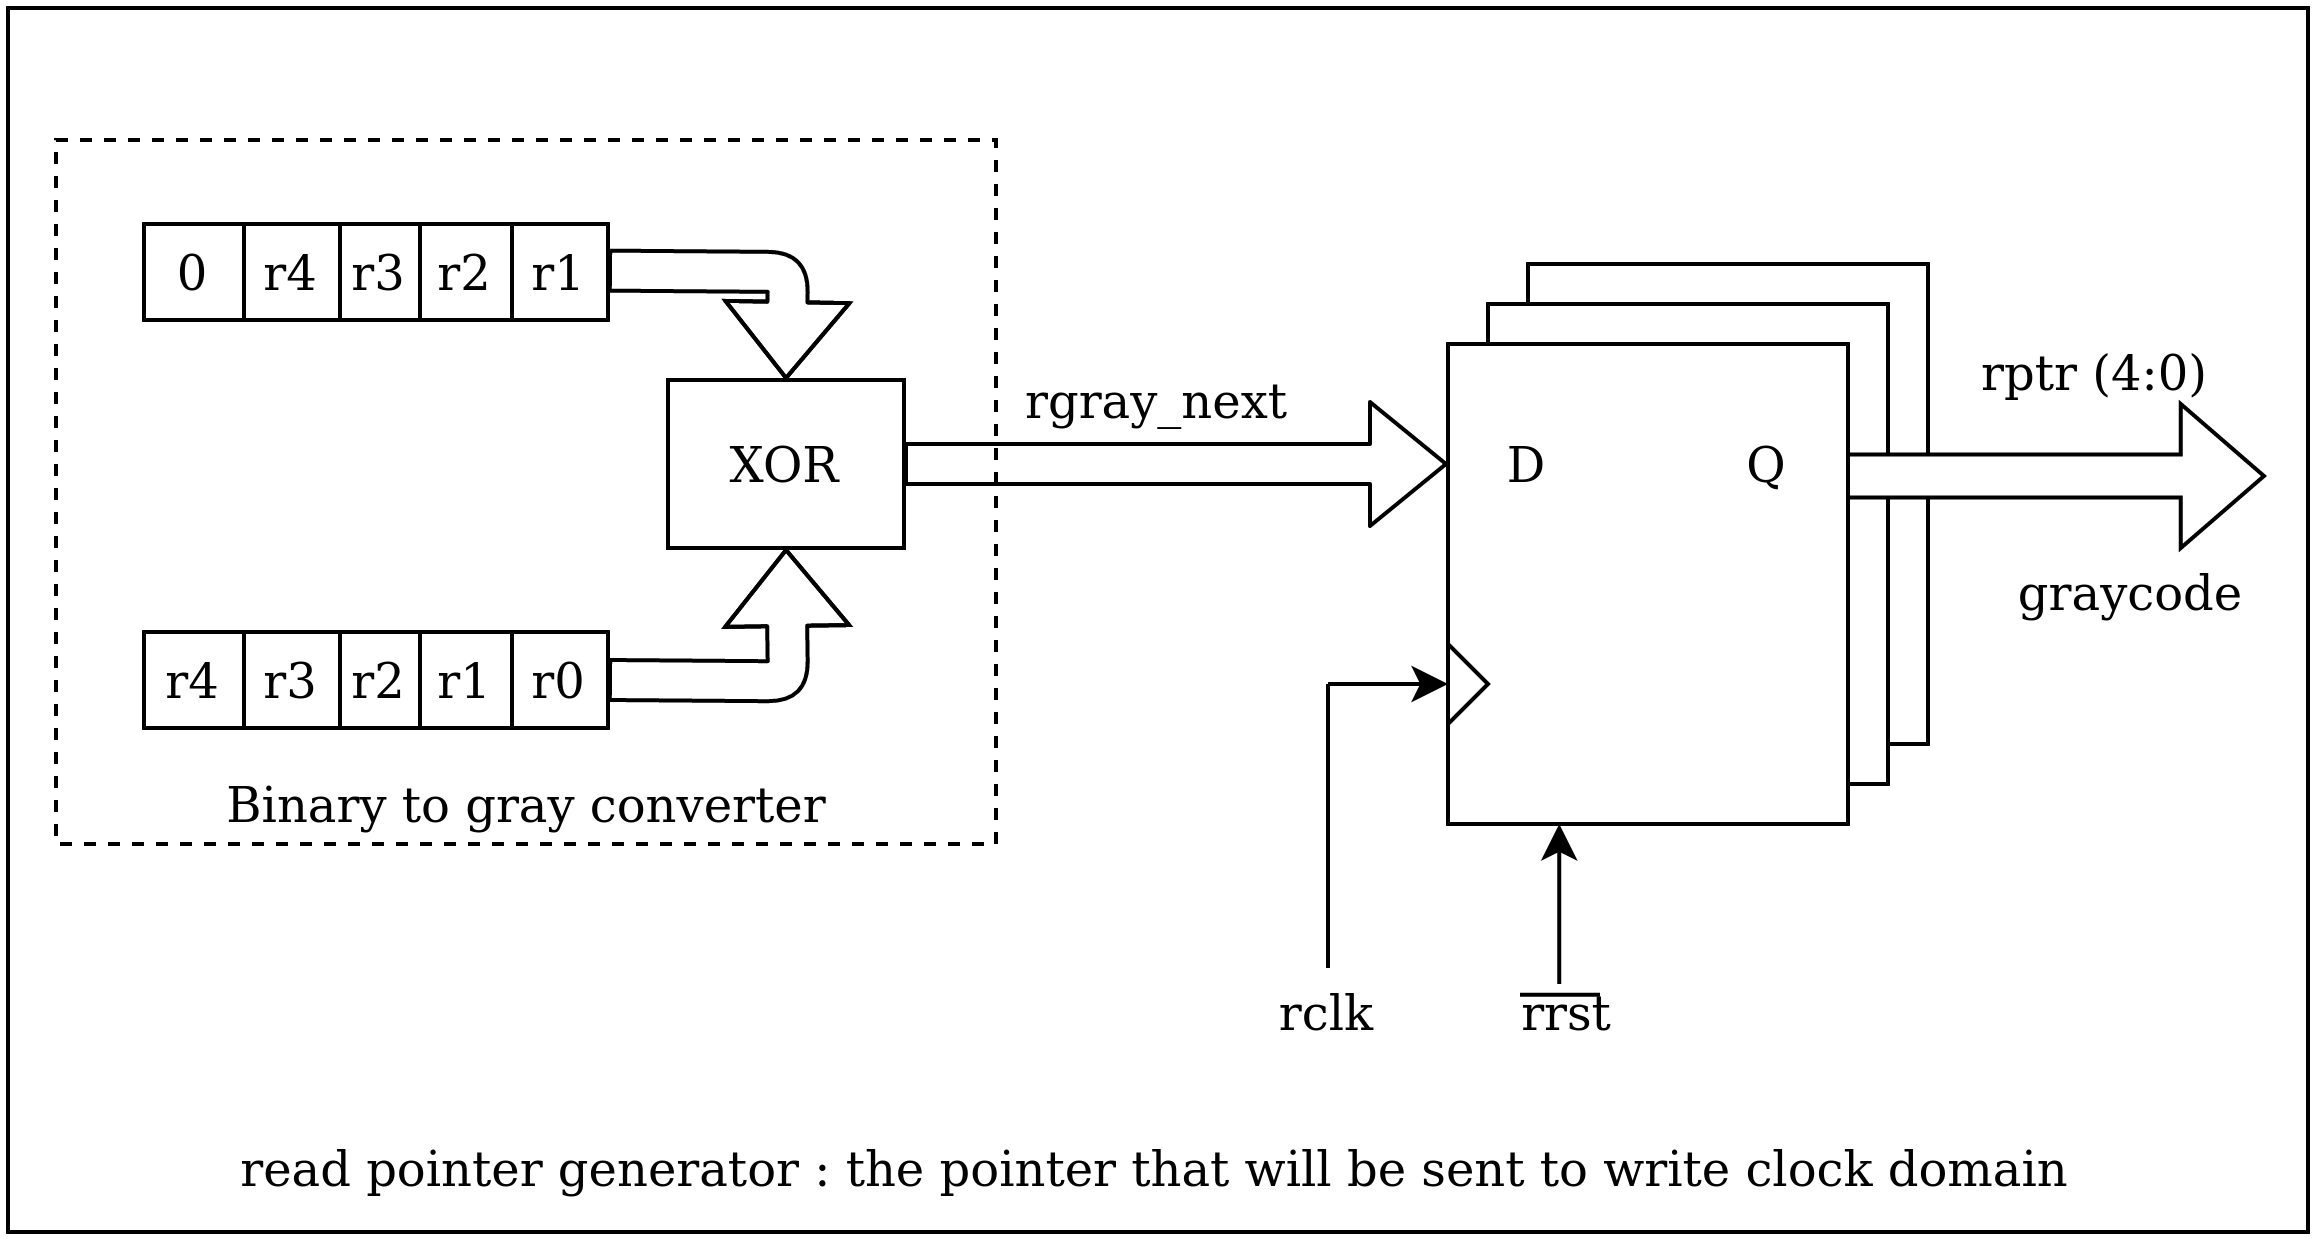 0 r4 r3 r2 r1
rptr (4:0)
rgray_next
XOR
D Q
graycode
r4 r3 r2 r1 r0
Binary to gray converter
rclk
rrst
read pointer generator : the pointer that will be sent to write clock domain